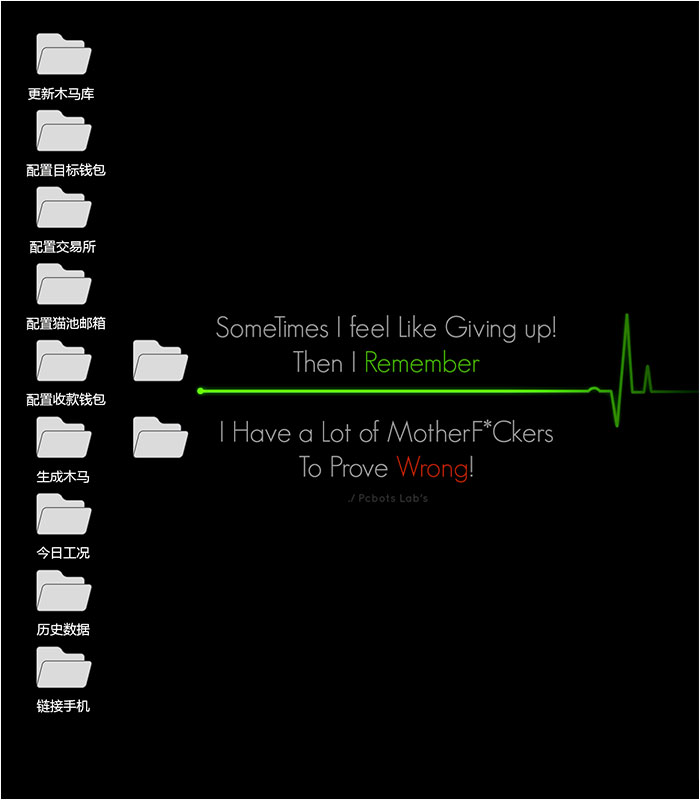 更新木马库
配置目标钱包
配置交易所
配置猫池邮箱
配置收款钱包
生成木马
今日工况
历史数据
链接手机
SomeTimes I feel Like Giving up!
Then I Remember
I Have a Lot of MotherF*Ckers
To Prove Wrong!
./ Pcbots Lab's